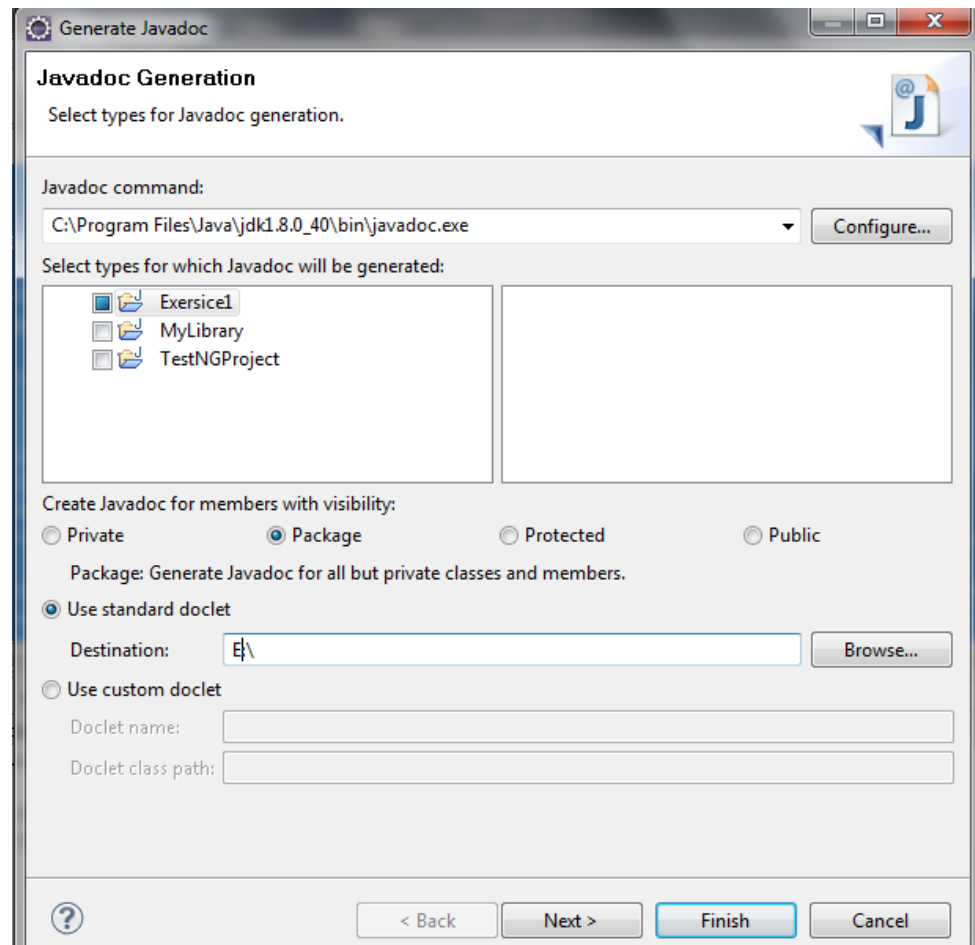 Generate Javadoc
Javadoc Generation
Select types for Javadoc generation.
Javadoc command:
C:\Program Files\Java\jdk1.8.0_40\bin\javadoc.exe Configure...
Select types for which Javadoc will be generated:
Exersice1
MyLibrary
TestNGProject
Create Javadoc for members with visibility:
Private Package Protected Public
Package: Generate Javadoc for all but private classes and members.
Use standard doclet
Destination: E:\ Browse...
Use custom doclet
Doclet name:
Doclet class path:
? < Back Next > Finish Cancel